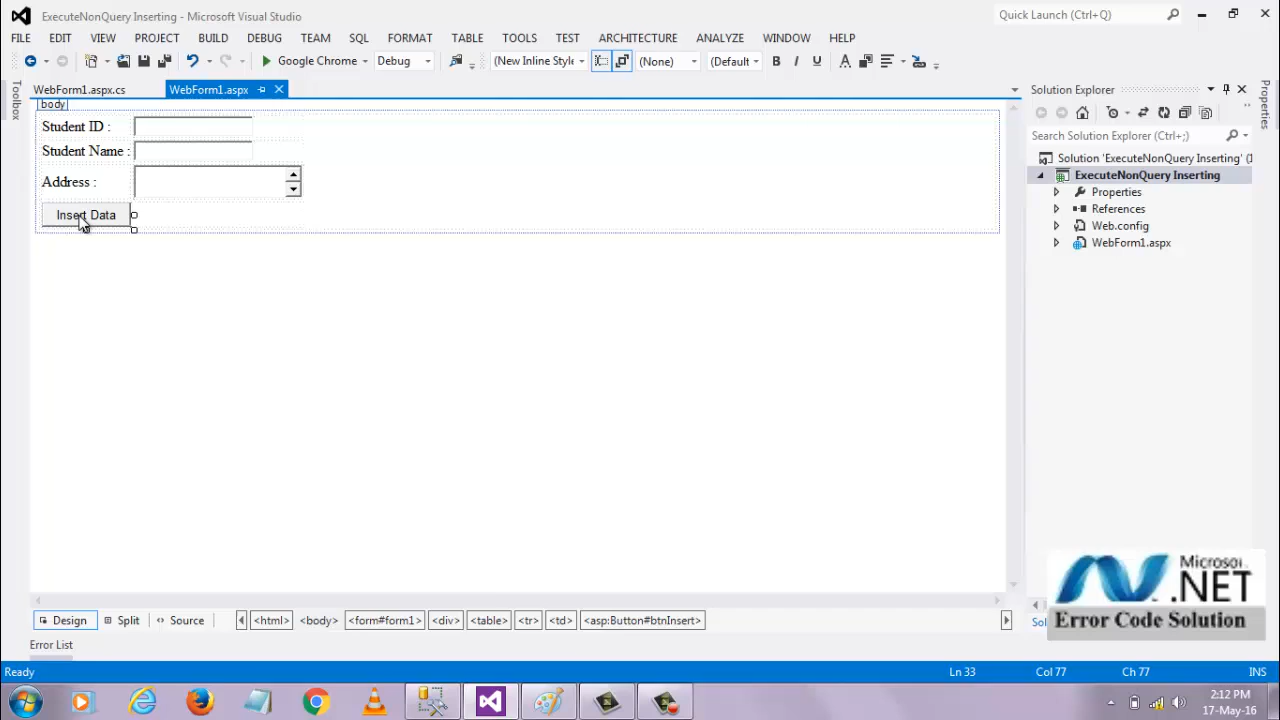 ExecuteNonQuery Inserting - Microsoft Visual Studio
Quick Launch (Ctrl+Q)
FILE EDIT VIEW PROJECT BUILD DEBUG TEAM SQL FORMAT TABLE TOOLS TEST ARCHITECTURE ANALYZE WINDOW HELP
Google Chrome Debug (New Inline Style (None) (Default B I U A
Toolbox
WebForm1.aspx.cs WebForm1.aspx
body
Student ID :
Student Name :
Address :
Insert Data
Solution Explorer
Search Solution Explorer (Ctrl+;)
Solution 'ExecuteNonQuery Inserting' (1
ExecuteNonQuery Inserting
Properties
References
Web.config
WebForm1.aspx
Properties
Microsof
.NET
Error Code Solution
Sol
Design Split Source <html> <body> <form#form1> <div> <table> <tr> <td> <asp:Button#btnInsert>
Error List
Ready Ln 33 Col 77 Ch 77 INS
2:12 PM
17-May-16